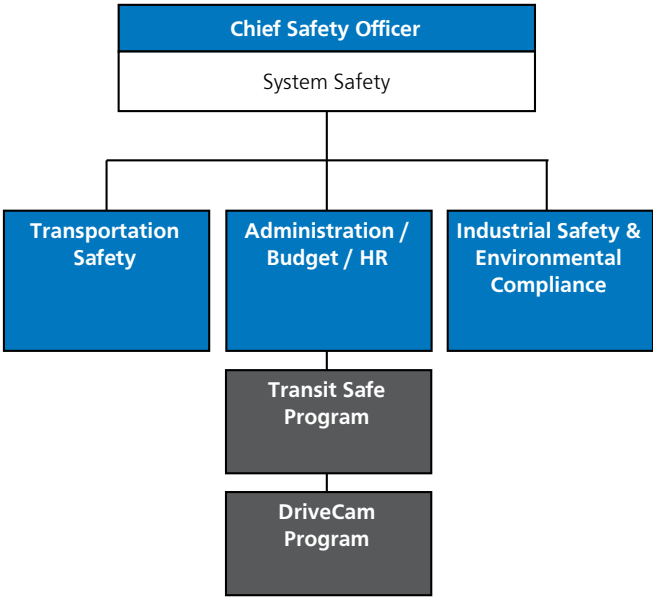 Chief Safety Officer
System Safety
Transportation
Safety
Administration /
Budget / HR
Industrial Safety &
Environmental
Compliance
Transit Safe
Program
DriveCam
Program